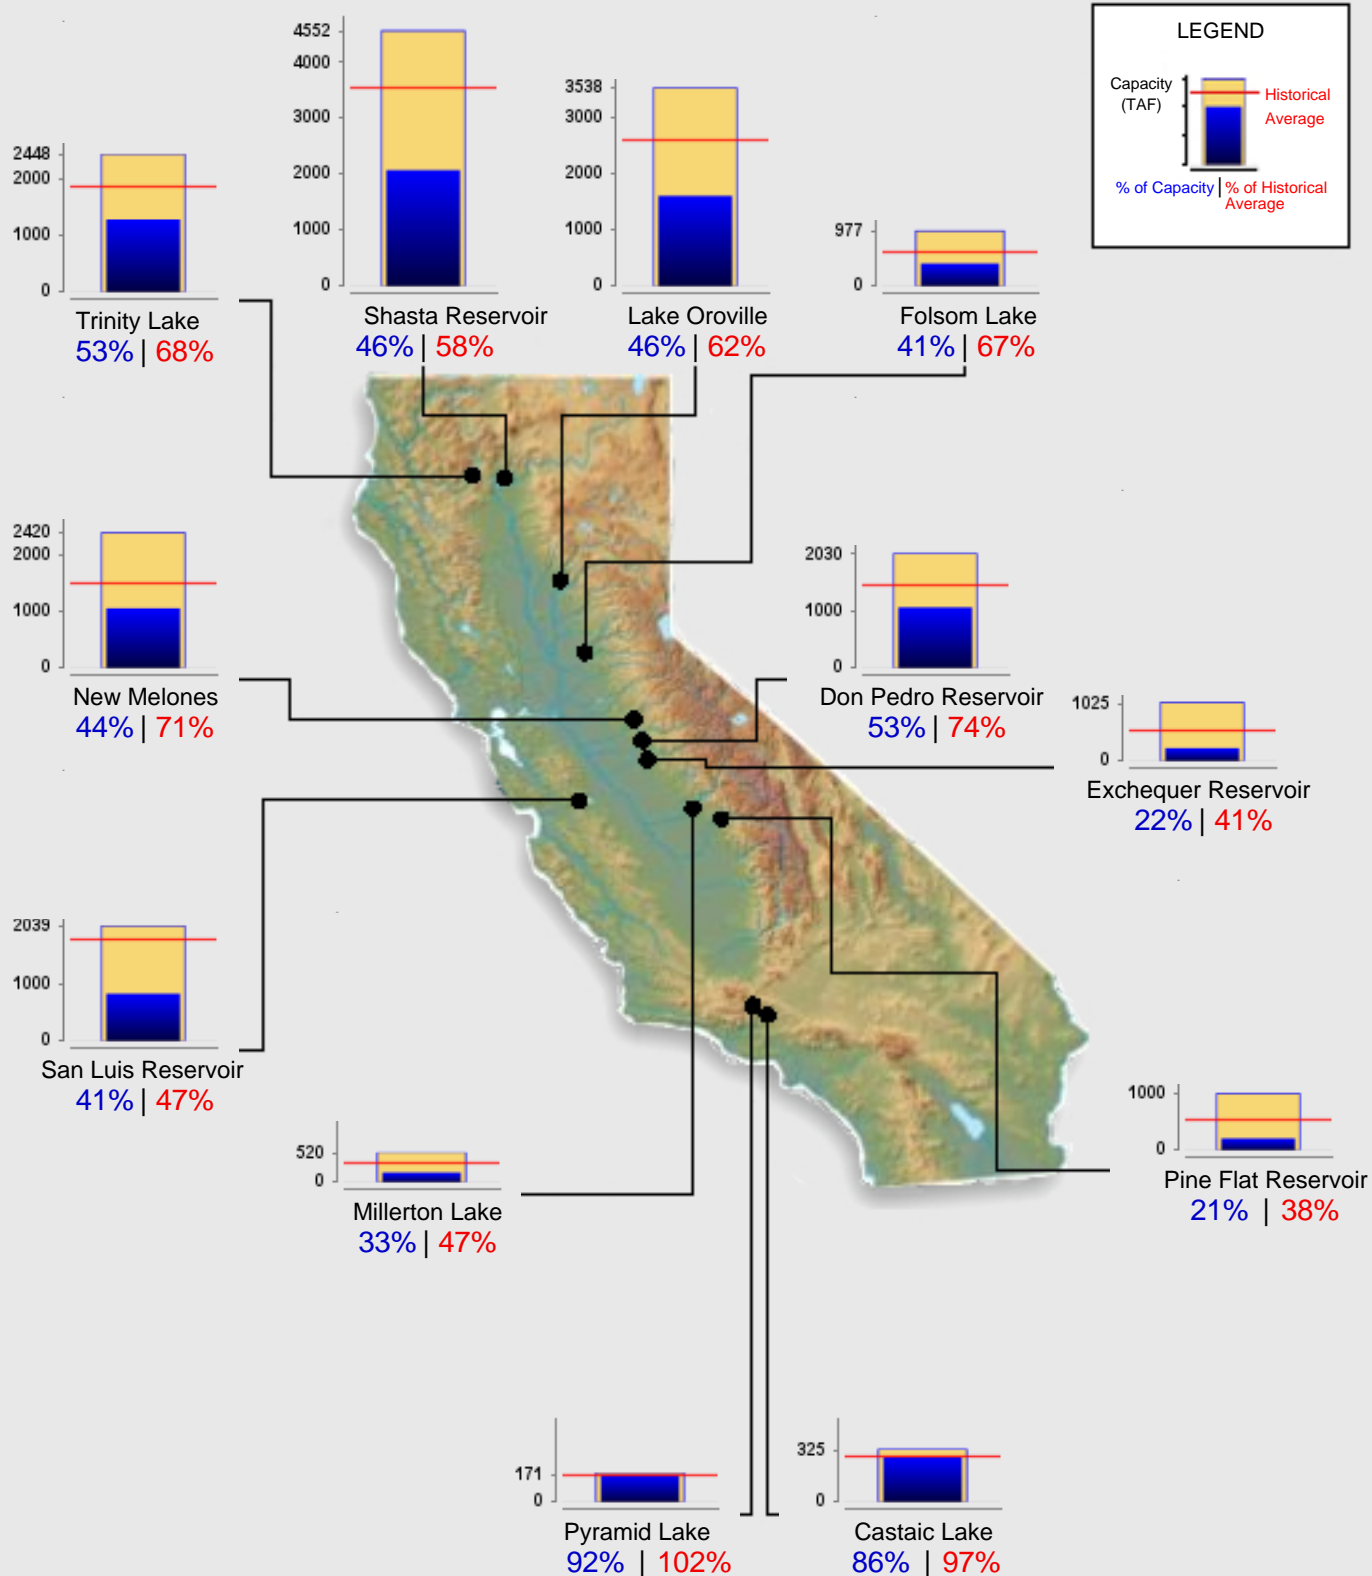 LEGEND
Capacity
(TAF)
Historical
Average
% of Capacity | % of Historical
Average
4552
4000
3000
2000
1000
0
Shasta Reservoir
46% | 58%
3538
3000
2000
1000
0
Lake Oroville
46% | 62%
2448
2000
1000
0
Trinity Lake
53% | 68%
977
0
Folsom Lake
41% | 67%
2420
2000
1000
0
New Melones
44% | 71%
2030
1000
0
Don Pedro Reservoir
53% | 74%
1025
0
Exchequer Reservoir
22% | 41%
2039
1000
0
San Luis Reservoir
41% | 47%
1000
0
Pine Flat Reservoir
21% | 38%
520
0
Millerton Lake
33% | 47%
171
0
Pyramid Lake
92% | 102%
325
0
Castaic Lake
86% | 97%